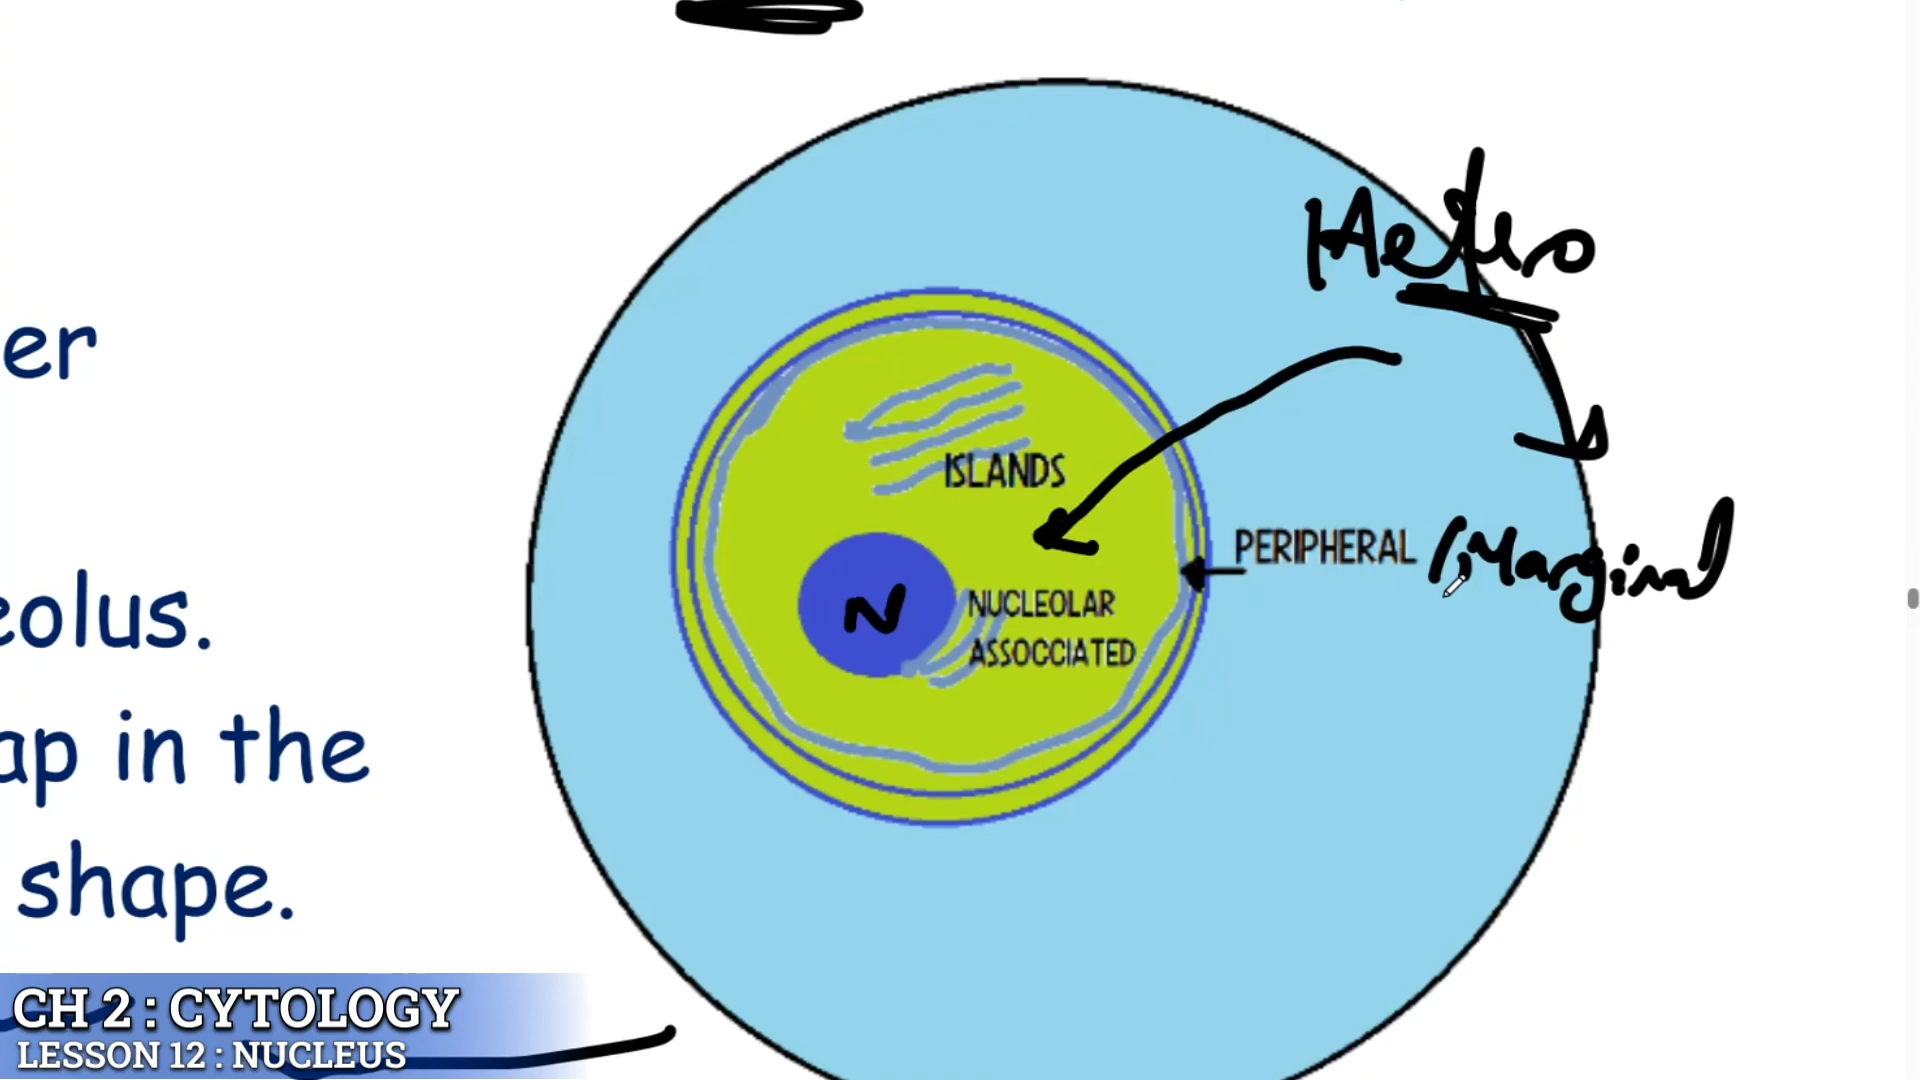 Hetero
er
ISLANDS
PERIPHERAL / Marginal
N
NUCLEOLAR
ASSOCCIATED
eolus.
ap in the
shape.
CH 2 : CYTOLOGY
LESSON 12 : NUCLEUS